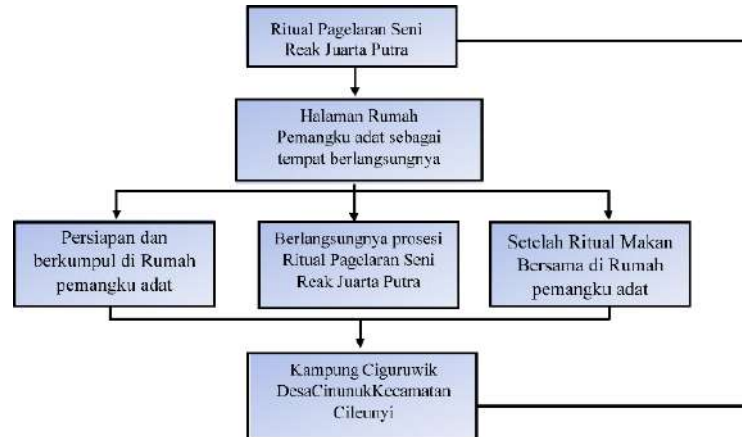 Ritual Pagelaran Seni
Reak Juarta Putra
Halaman Rumah
Pemangku adat sebagai
tempat berlangsungnya
Persiapan dan
berkumpul di Rumah
pemangku adat
Berlangsungnya prosesi
Ritual Pagelaran Seni
Reak Juarta Putra
Setelah Ritual Makan
Bersama di Rumah
pemangku adat
Kampung Ciguruwik
DesaCinunukKecamatan
Cileunyi